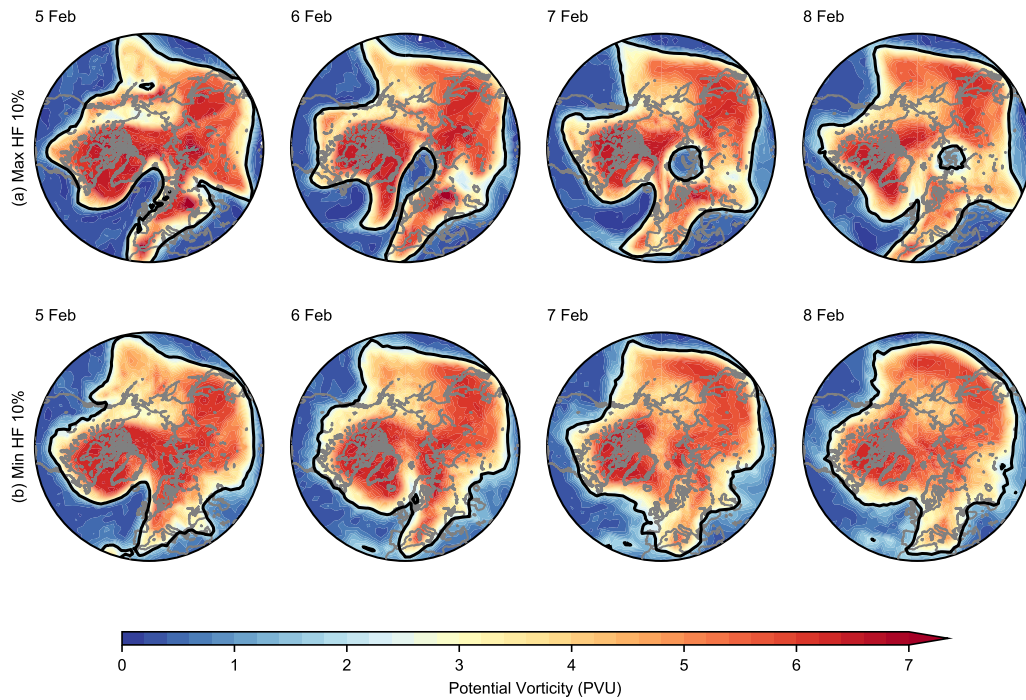 5 Feb 6 Feb 7 Feb 8 Feb
(a) Max HF 10%
5 Feb 6 Feb 7 Feb 8 Feb
(b) Min HF 10%
0 1 2 3 4 5 6 7
Potential Vorticity (PVU)